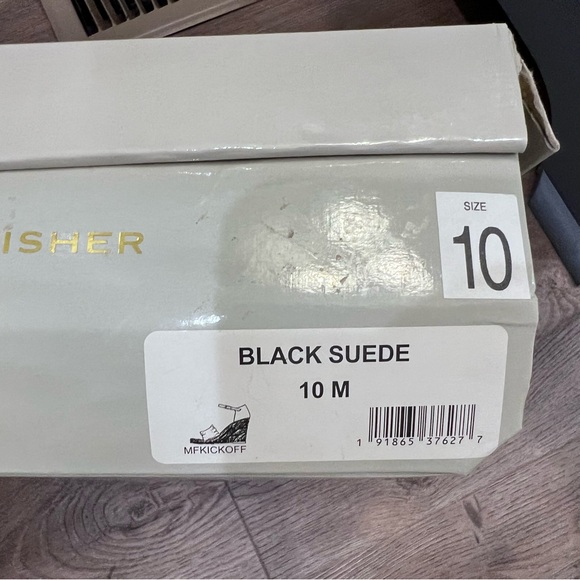 ISHER
SIZE
10
BLACK SUEDE
10 M
MFKICKOFF
1 91865 37627 7